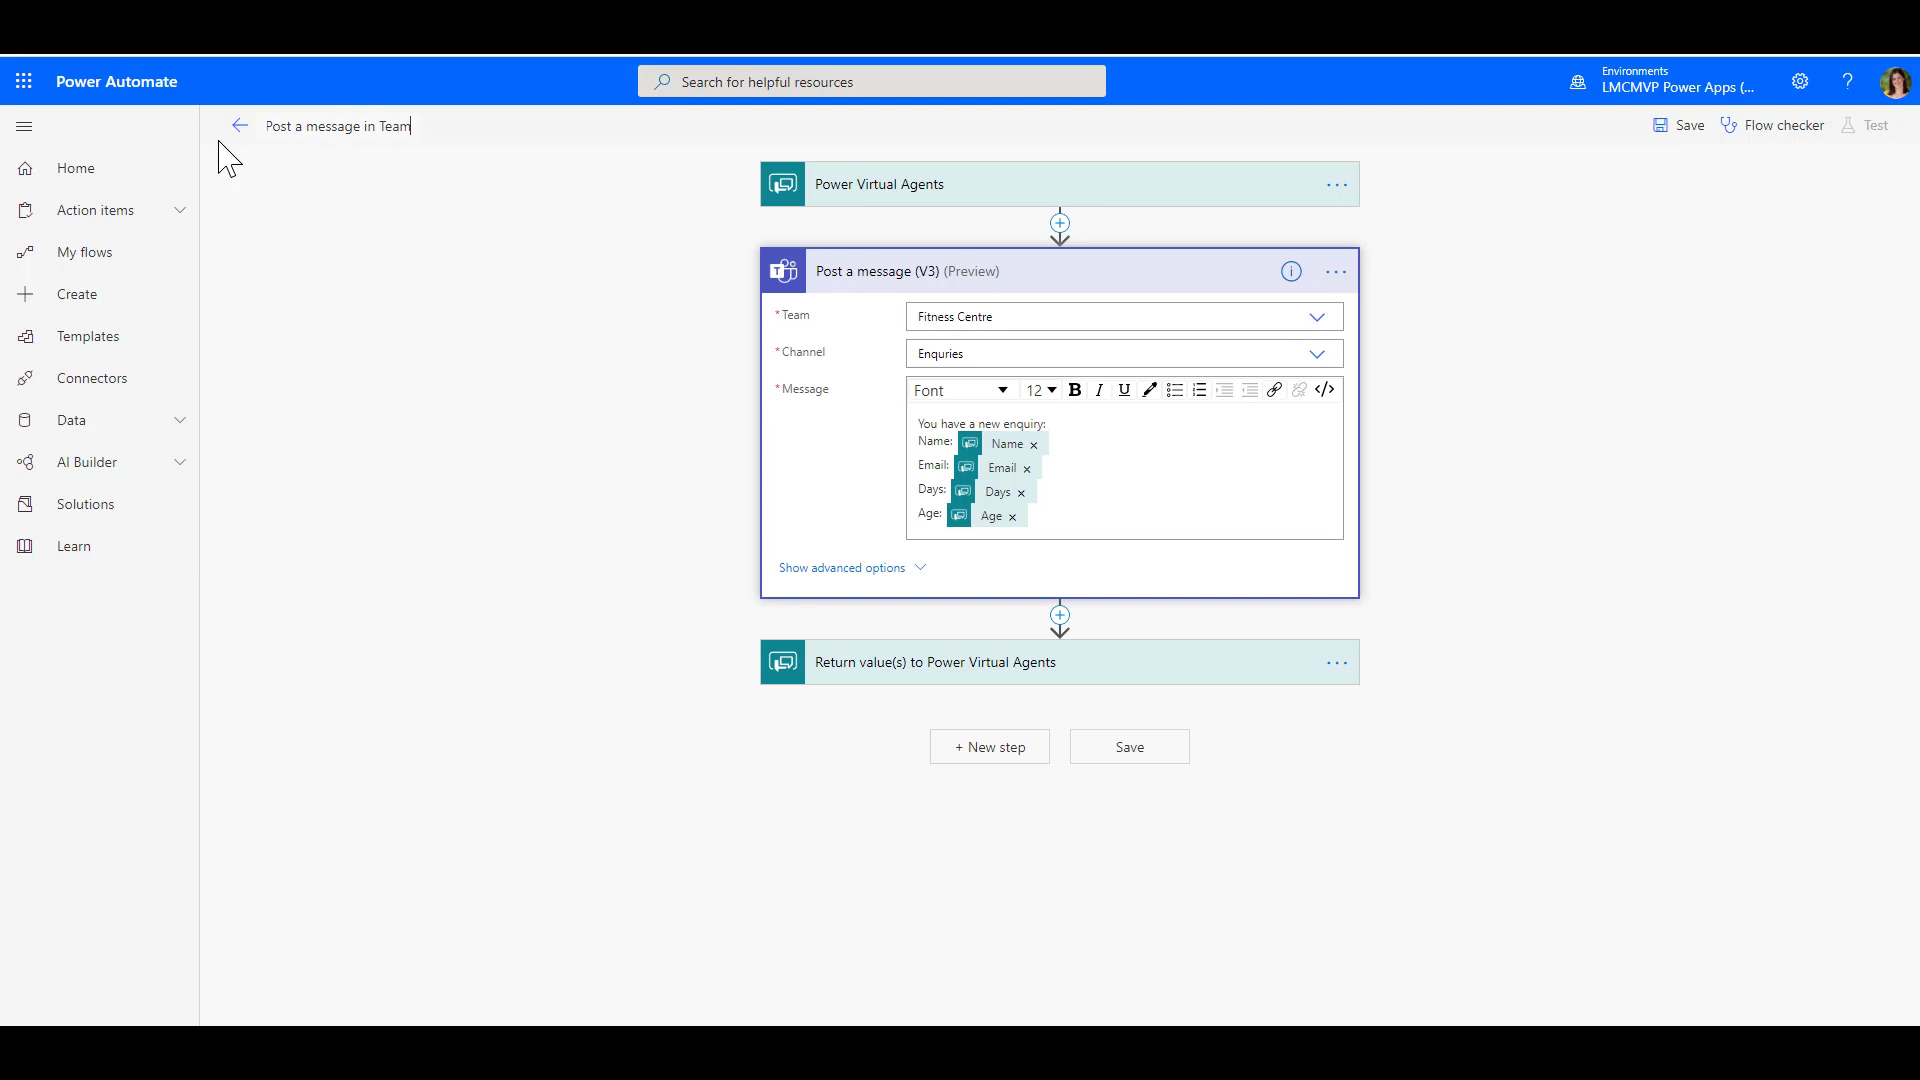 Power Automate
Search for helpful resources
Environments
LMCMVP Power Apps (...
?
Post a message in Team
Save
Flow checker
Test
Home
Action items
My flows
Create
Templates
Connectors
Data
AI Builder
Solutions
Learn
Power Virtual Agents
Post a message (V3) (Preview)
* Team
Fitness Centre
* Channel
Enquries
* Message
Font
12
B I U
</>
You have a new enquiry:
Name: Name ×
Email: Email ×
Days: Days ×
Age: Age ×
Show advanced options
Return value(s) to Power Virtual Agents
+ New step
Save